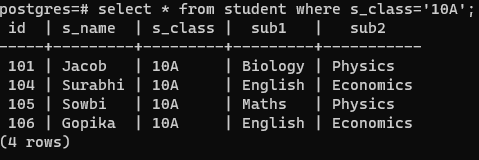 postgres=# select * from student where s_class='10A';
 id  | s_name  | s_class |  sub1   |   sub2
-----+---------+---------+---------+-----------
 101 | Jacob   | 10A     | Biology | Physics
 104 | Surabhi | 10A     | English | Economics
 105 | Sowbi   | 10A     | Maths   | Physics
 106 | Gopika  | 10A     | English | Economics
(4 rows)